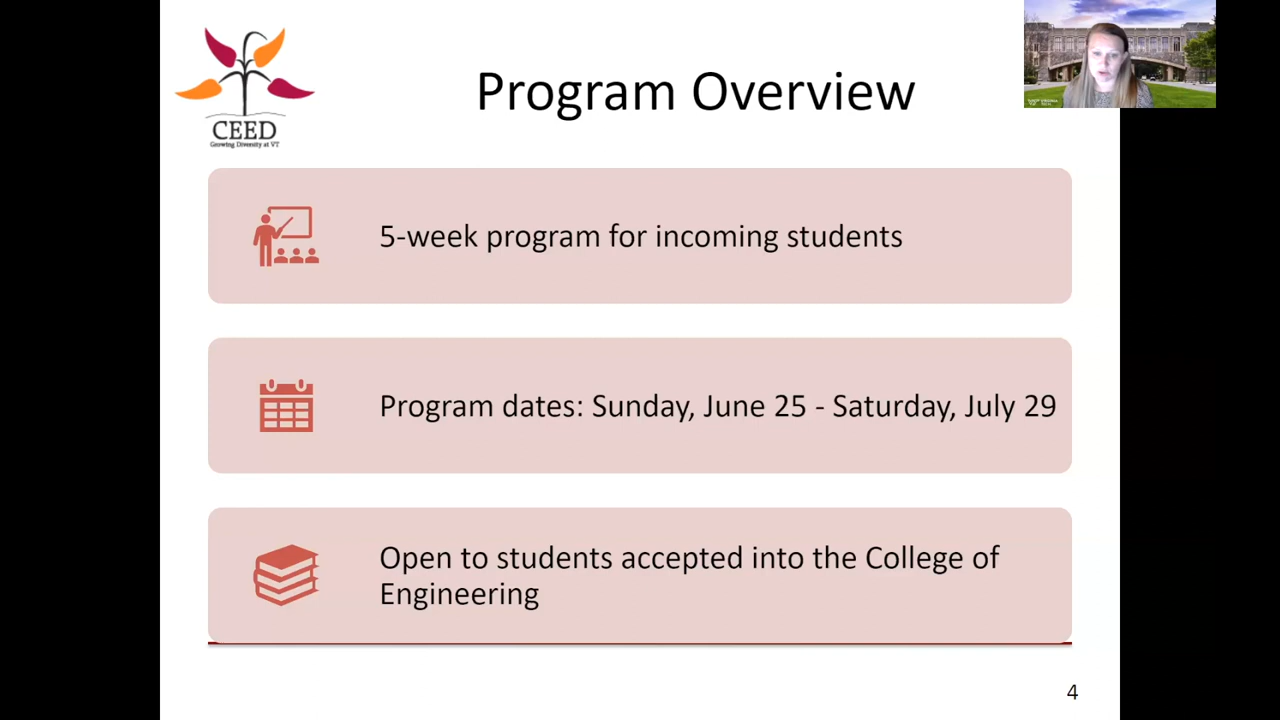 Program Overview
CEED
Growing Diversity at VT
5-week program for incoming students
Program dates: Sunday, June 25 - Saturday, July 29
Open to students accepted into the College of
Engineering
4